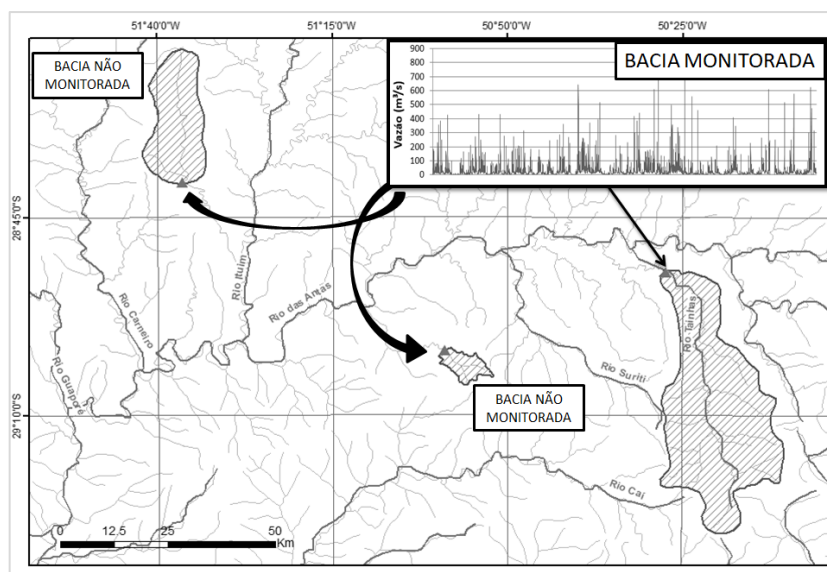 51°40'0"W
51°15'0"W
50°50'0"W
50°25'0"W
BACIA NÃO
MONITORADA
BACIA MONITORADA
Vazão (m³/s)
900
800
700
600
500
400
300
200
100
0
28°45'0"S
29°10'0"S
Rio Carneiro
Rio Ituim
Rio das Antas
Rio Tainhas
Rio Guaporé
Rio Suriti
BACIA NÃO
MONITORADA
Rio Caí
0 12,5 25 50
Km